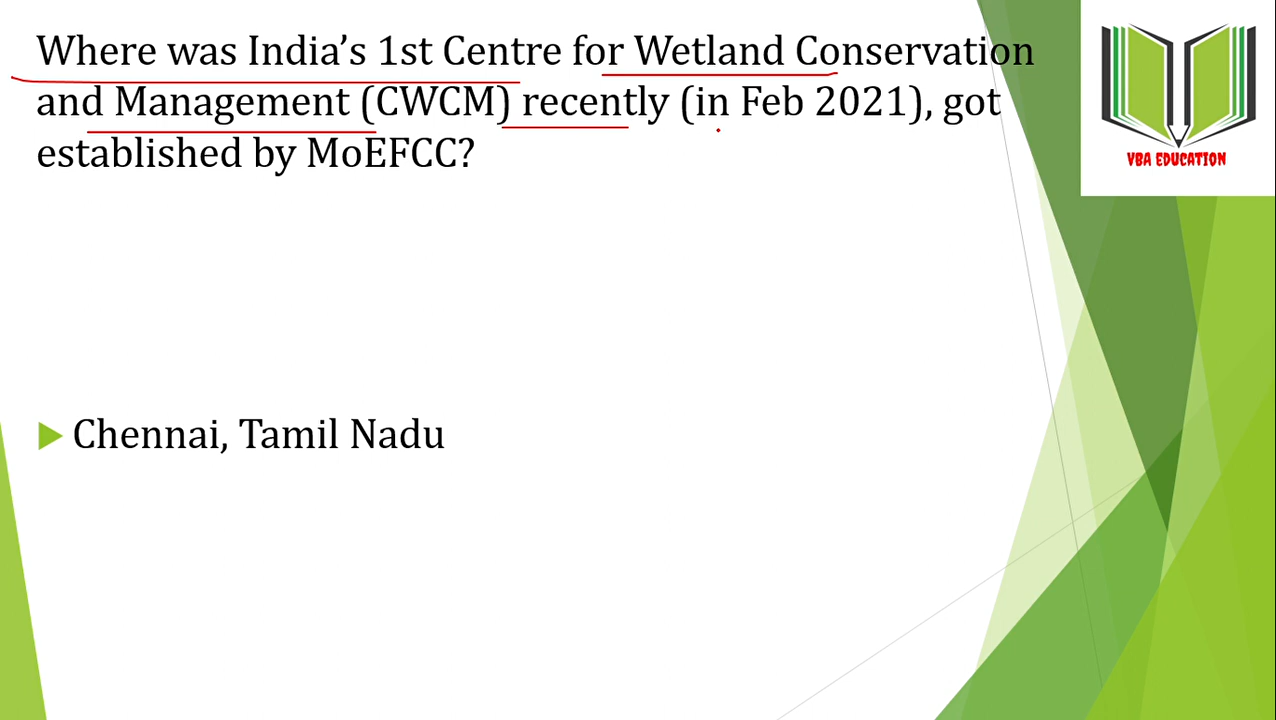 Where was India’s 1st Centre for Wetland Conservation
and Management (CWCM) recently (in Feb 2021), got
established by MoEFCC?
VBA EDUCATION
Chennai, Tamil Nadu